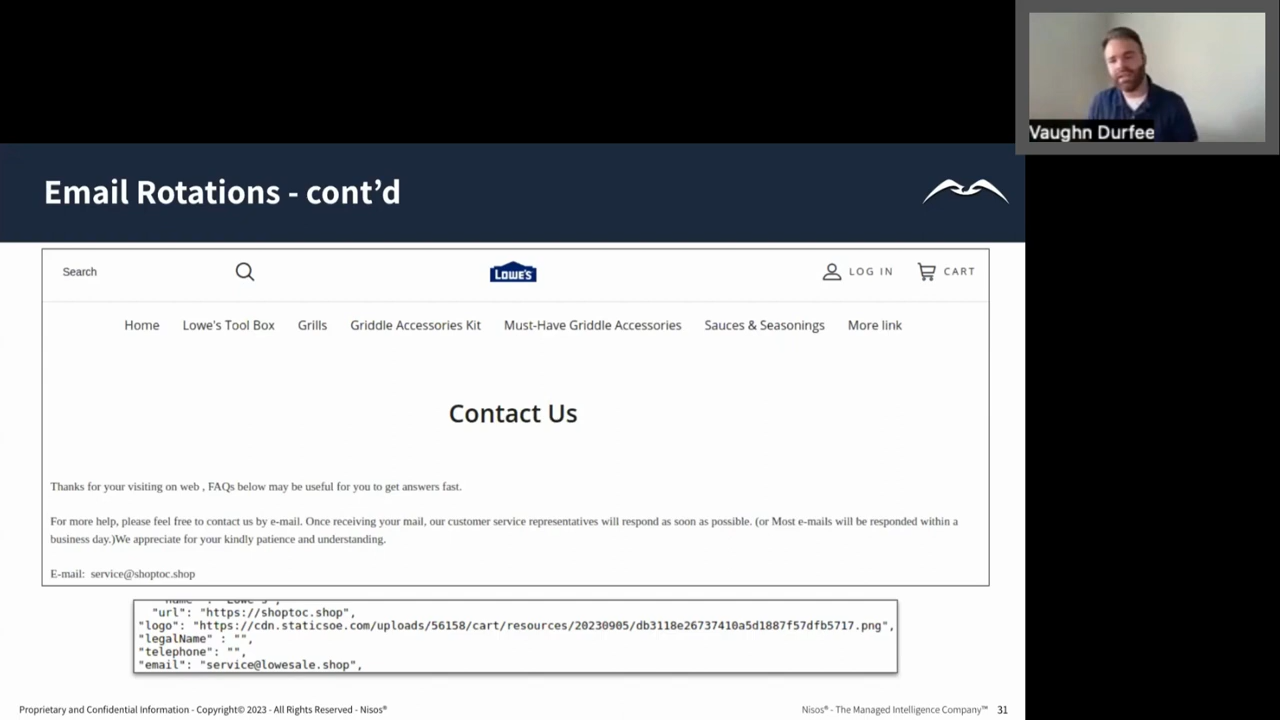 Vaughn Durfee
Email Rotations - cont’d
Search
LOWE'S
LOG IN
CART
Home Lowe's Tool Box Grills Griddle Accessories Kit Must-Have Griddle Accessories Sauces & Seasonings More link
Contact Us
Thanks for your visiting on web , FAQs below may be useful for you to get answers fast.
For more help, please feel free to contact us by e-mail. Once receiving your mail, our customer service representatives will respond as soon as possible. (or Most e-mails will be responded within a
business day.)We appreciate for your kindly patience and understanding.
E-mail: service@shoptoc.shop
"url": "https://shoptoc.shop",
"logo": "https://cdn.staticsoe.com/uploads/56158/cart/resources/20230905/db3118e26737410a5d1887f57dfb5717.png",
"legalName" : "",
"telephone": "",
"email": "service@lowesale.shop",
Proprietary and Confidential Information - Copyright© 2023 - All Rights Reserved - Nisos®
Nisos® - The Managed Intelligence Company™ 31